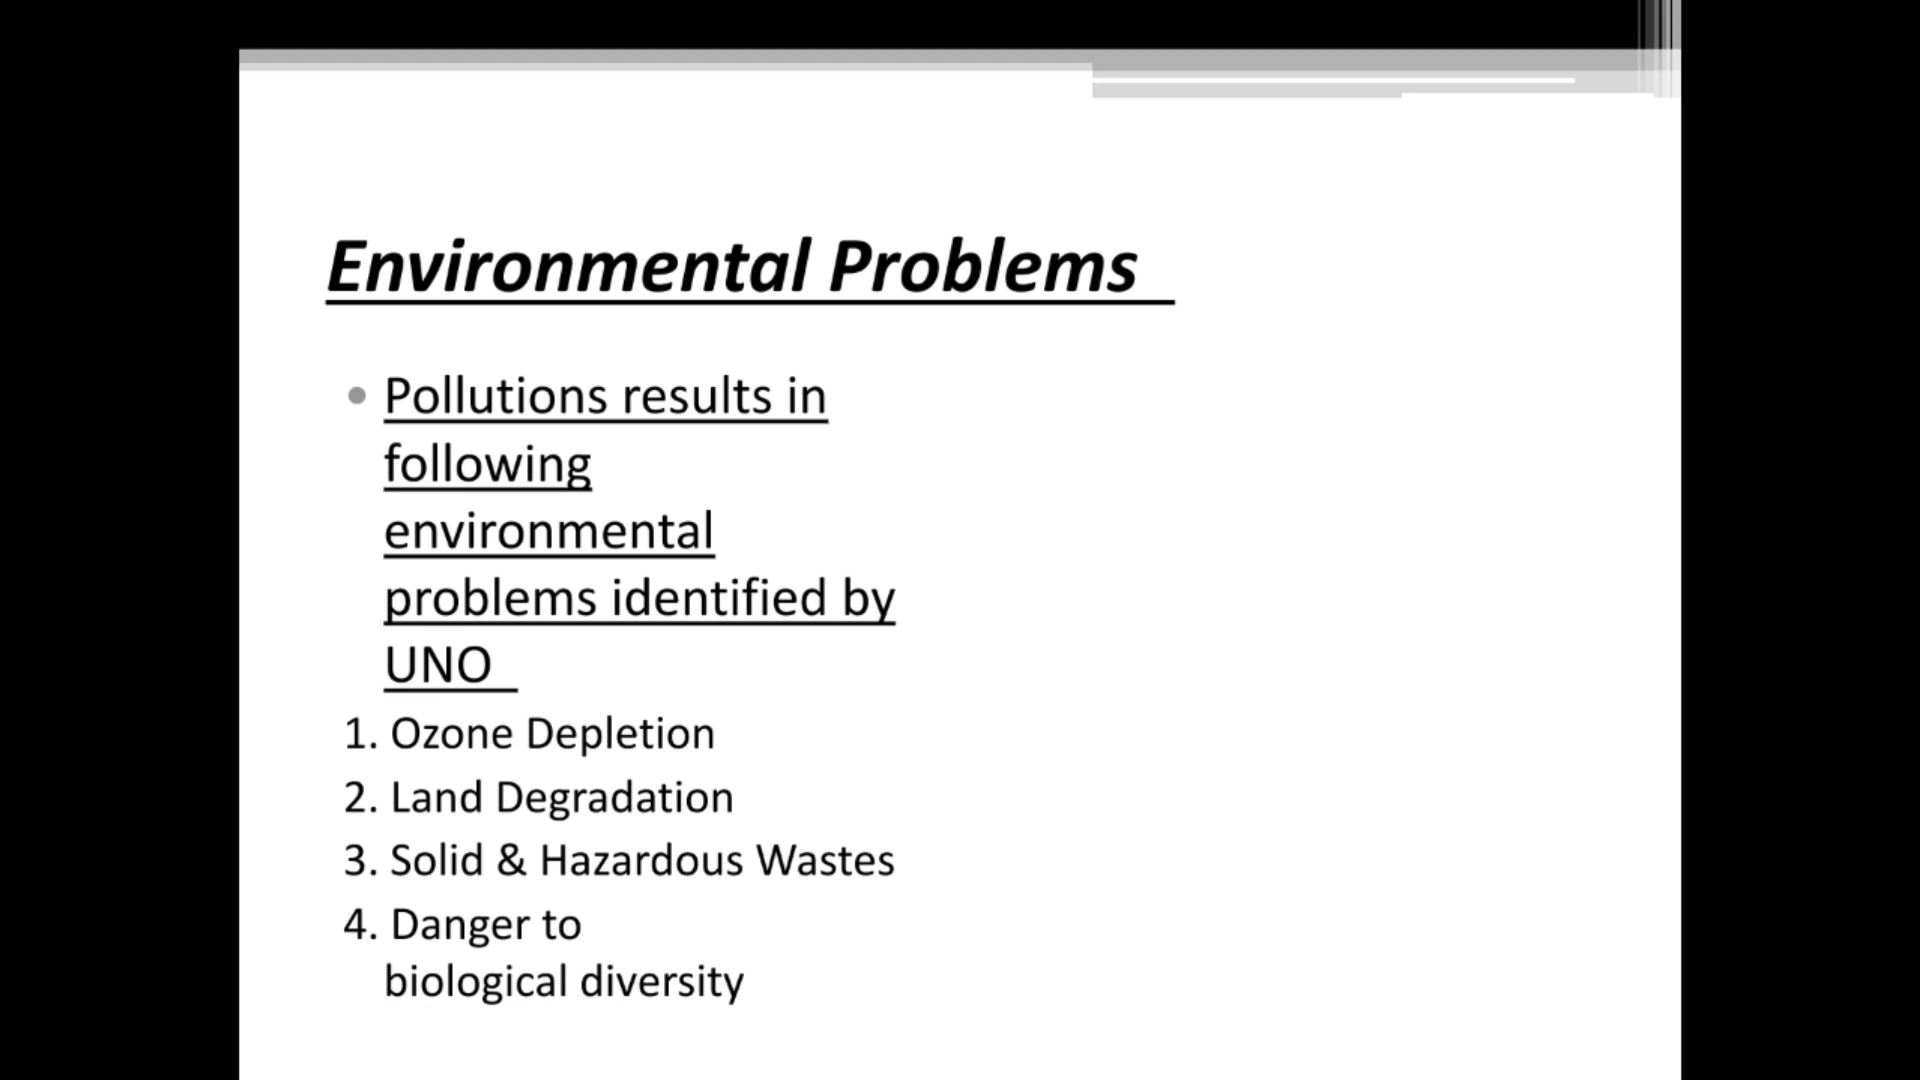 Environmental Problems
• Pollutions results in
following
environmental
problems identified by
UNO
1. Ozone Depletion
2. Land Degradation
3. Solid & Hazardous Wastes
4. Danger to
biological diversity